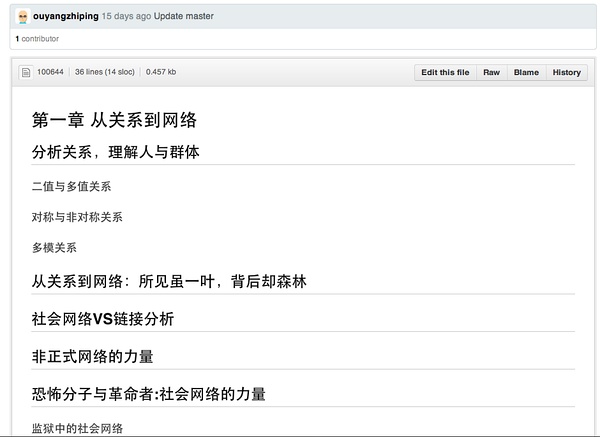 ouyangzhiping 15 days ago Update master
1 contributor
100644 36 lines (14 sloc) 0.457 kb Edit this file Raw Blame History
第一章 从关系到网络
分析关系，理解人与群体
二值与多值关系
对称与非对称关系
多模关系
从关系到网络：所见虽一叶，背后却森林
社会网络VS链接分析
非正式网络的力量
恐怖分子与革命者:社会网络的力量
监狱中的社会网络